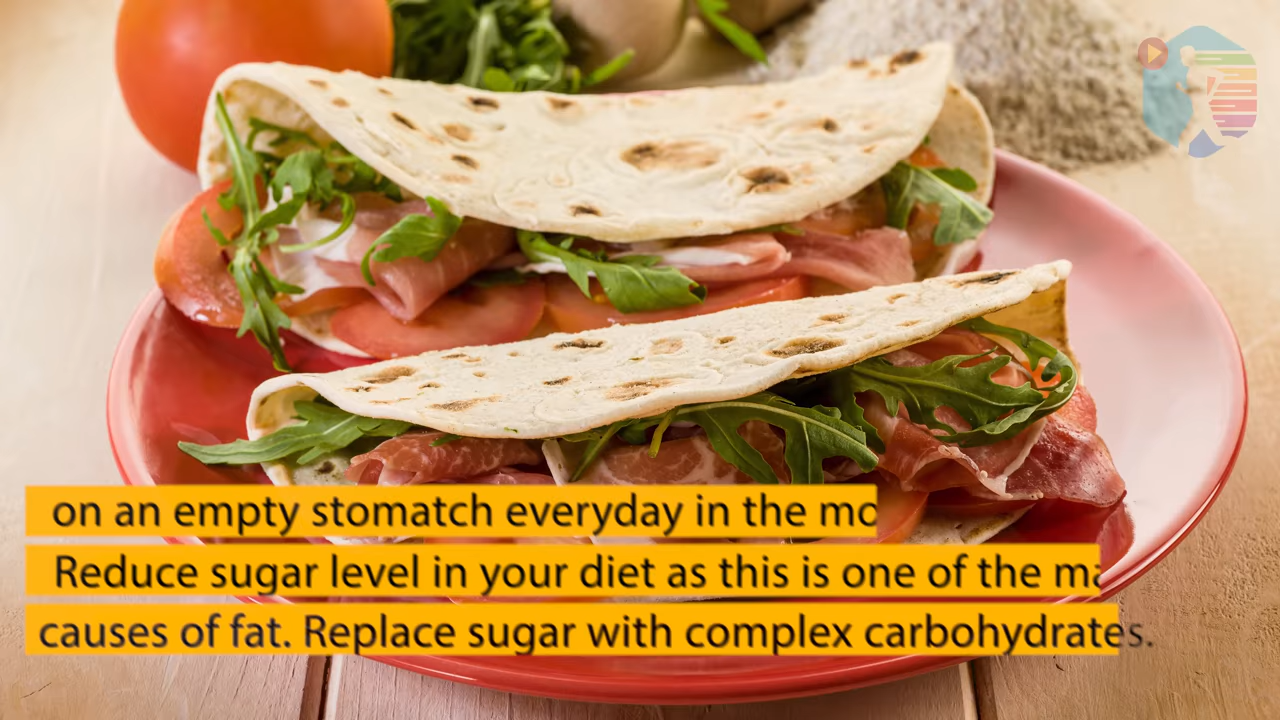 on an empty stomatch everyday in the mo
Reduce sugar level in your diet as this is one of the ma
causes of fat. Replace sugar with complex carbohydrates.